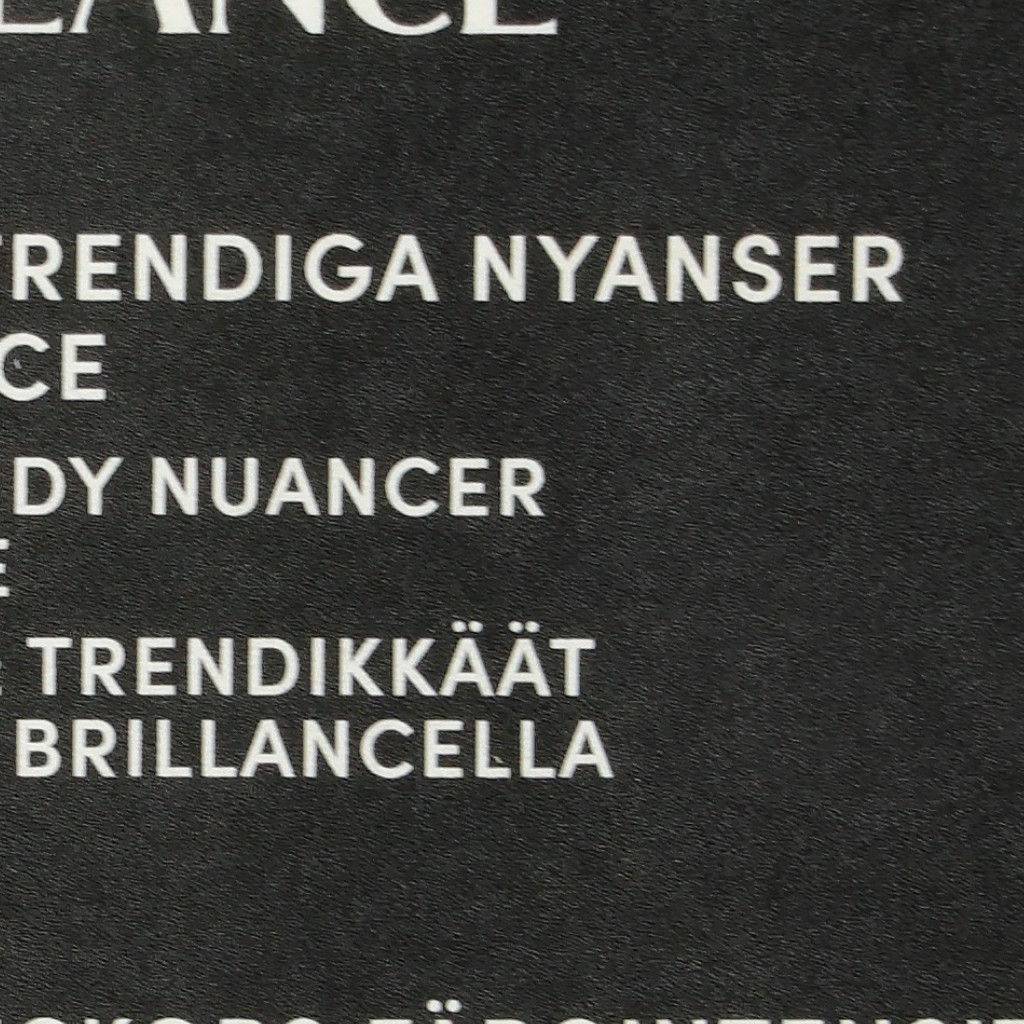 TRENDIGA NYANSER
CE
DY NUANCER
E
TRENDIKKÄÄT
BRILLANCELLA